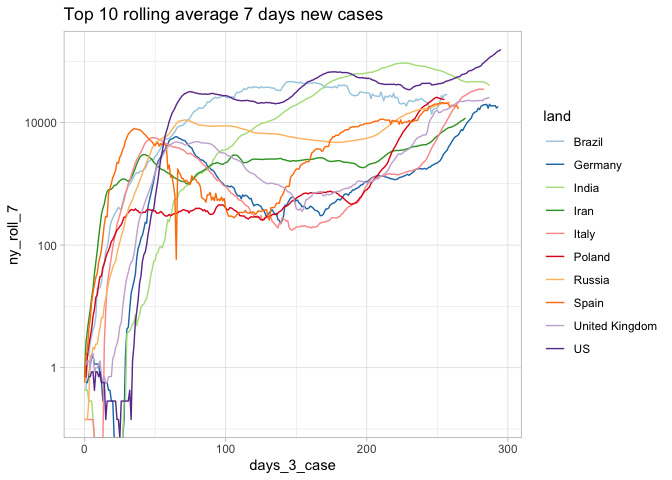 Top 10 rolling average 7 days new cases
ny_roll_7
10000
100
1
0
100
200
300
days_3_case
land
Brazil
Germany
India
Iran
Italy
Poland
Russia
Spain
United Kingdom
US